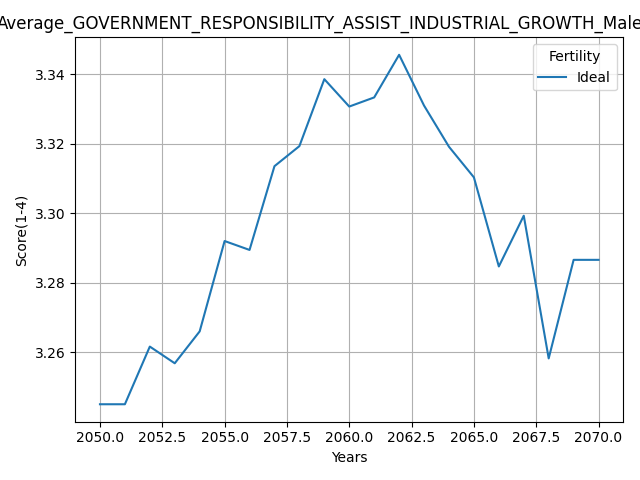 Average_GOVERNMENT_RESPONSIBILITY_ASSIST_INDUSTRIAL_GROWTH_Male
Fertility
Ideal
3.34
3.32
3.30
3.28
3.26
Score(1-4)
2050.0 2052.5 2055.0 2057.5 2060.0 2062.5 2065.0 2067.5 2070.0
Years